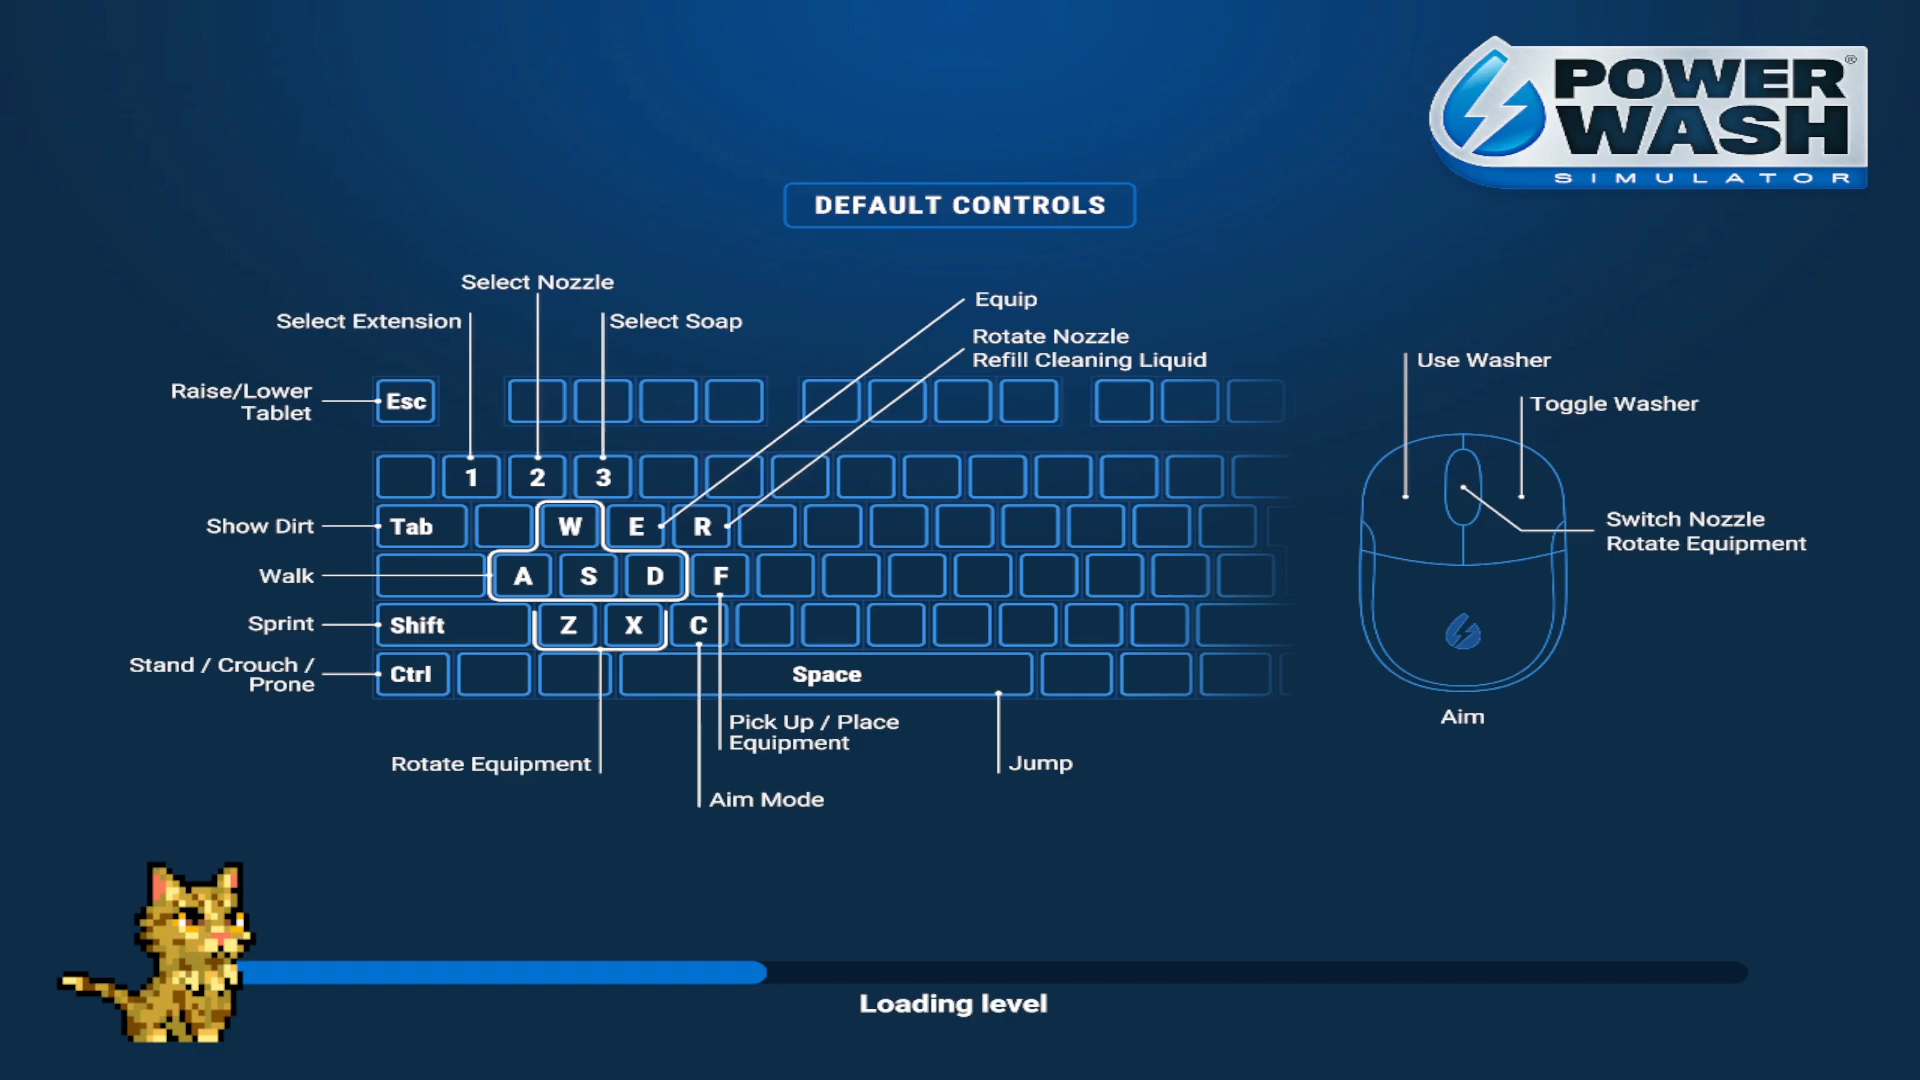 POWER®
WASH
SIMULATOR
DEFAULT CONTROLS
Select Nozzle
Select Extension
Select Soap
Equip
Rotate Nozzle
Refill Cleaning Liquid
Raise/Lower
Tablet
Esc
1 2 3
Show Dirt
Tab W E R
Walk
A S D F
Sprint
Shift Z X C
Stand / Crouch /
Prone
Ctrl Space
Pick Up / Place
Equipment
Rotate Equipment
Jump
Aim Mode
Use Washer
Toggle Washer
Switch Nozzle
Rotate Equipment
Aim
Loading level